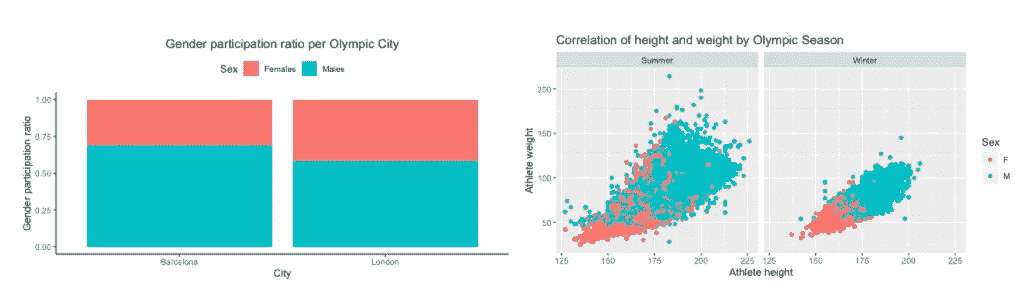 Gender participation ratio per Olympic City
Sex Females Males
1.00
0.75
0.50
0.25
0.00
Gender participation ratio
Barcelona London
City
Correlation of height and weight by Olympic Season
Summer Winter
200
150
100
50
Athlete weight
125 150 175 200 225 125 150 175 200 225
Athlete height
Sex
F
M